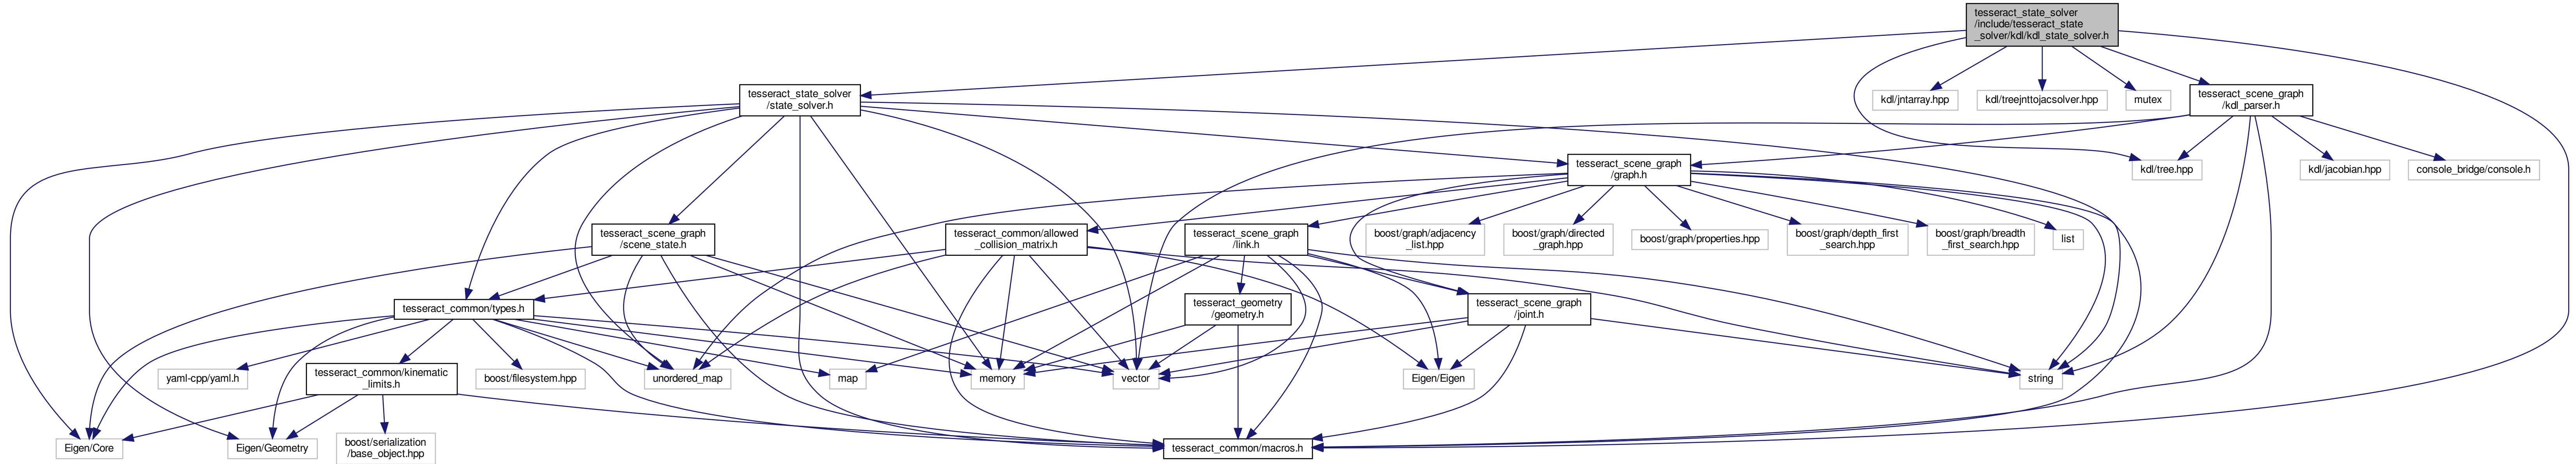 tesseract_state_solver
/include/tesseract_state
_solver/kdl/kdl_state_solver.h
tesseract_state_solver
/state_solver.h
kdl/jntarray.hpp
kdl/treejnttojacsolver.hpp
mutex
tesseract_scene_graph
/kdl_parser.h
tesseract_scene_graph
/graph.h
kdl/tree.hpp
kdl/jacobian.hpp
console_bridge/console.h
tesseract_scene_graph
/scene_state.h
tesseract_common/allowed
_collision_matrix.h
tesseract_scene_graph
/link.h
boost/graph/adjacency
_list.hpp
boost/graph/directed
_graph.hpp
boost/graph/properties.hpp
boost/graph/depth_first
_search.hpp
boost/graph/breadth
_first_search.hpp
list
tesseract_common/types.h
tesseract_geometry
/geometry.h
tesseract_scene_graph
/joint.h
yaml-cpp/yaml.h
tesseract_common/kinematic
_limits.h
boost/filesystem.hpp
unordered_map
map
memory
vector
Eigen/Eigen
string
Eigen/Core
Eigen/Geometry
boost/serialization
/base_object.hpp
tesseract_common/macros.h